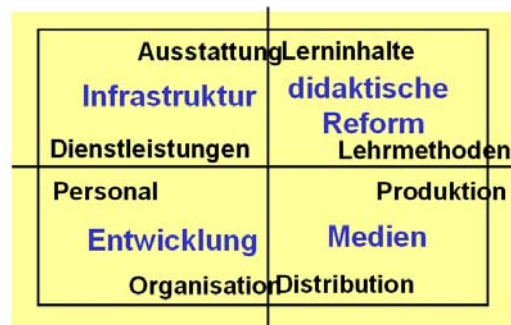 Ausstattung
Infrastruktur
Dienstleistungen
Lerninhalte
didaktische
Reform
Lehrmethoden
Personal
Entwicklung
Organisation
Produktion
Medien
Distribution